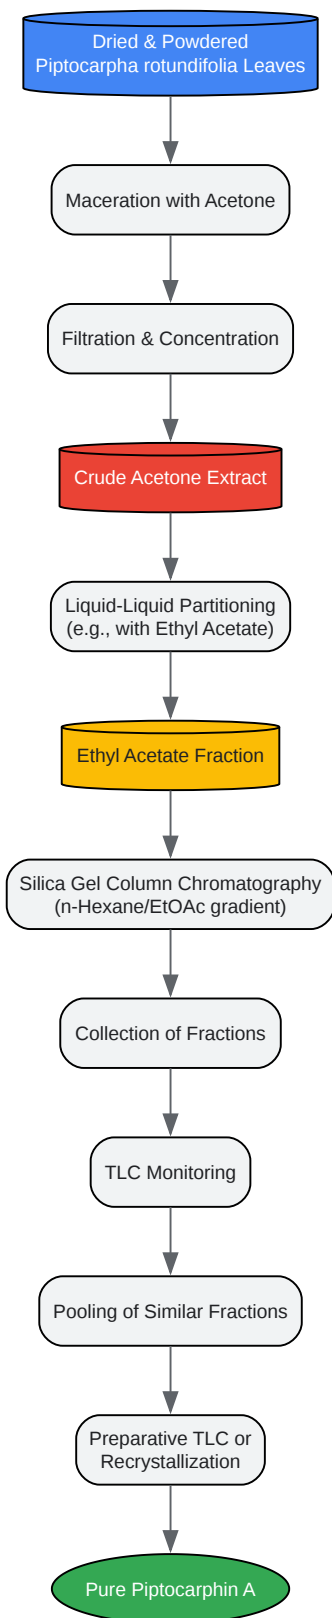 Dried & Powdered
Piptocarpha rotundifolia Leaves
Maceration with Acetone
Filtration & Concentration
Crude Acetone Extract
Liquid-Liquid Partitioning
(e.g., with Ethyl Acetate)
Ethyl Acetate Fraction
Silica Gel Column Chromatography
(n-Hexane/EtOAc gradient)
Collection of Fractions
TLC Monitoring
Pooling of Similar Fractions
Preparative TLC or
Recrystallization
Pure Piptocarphin A